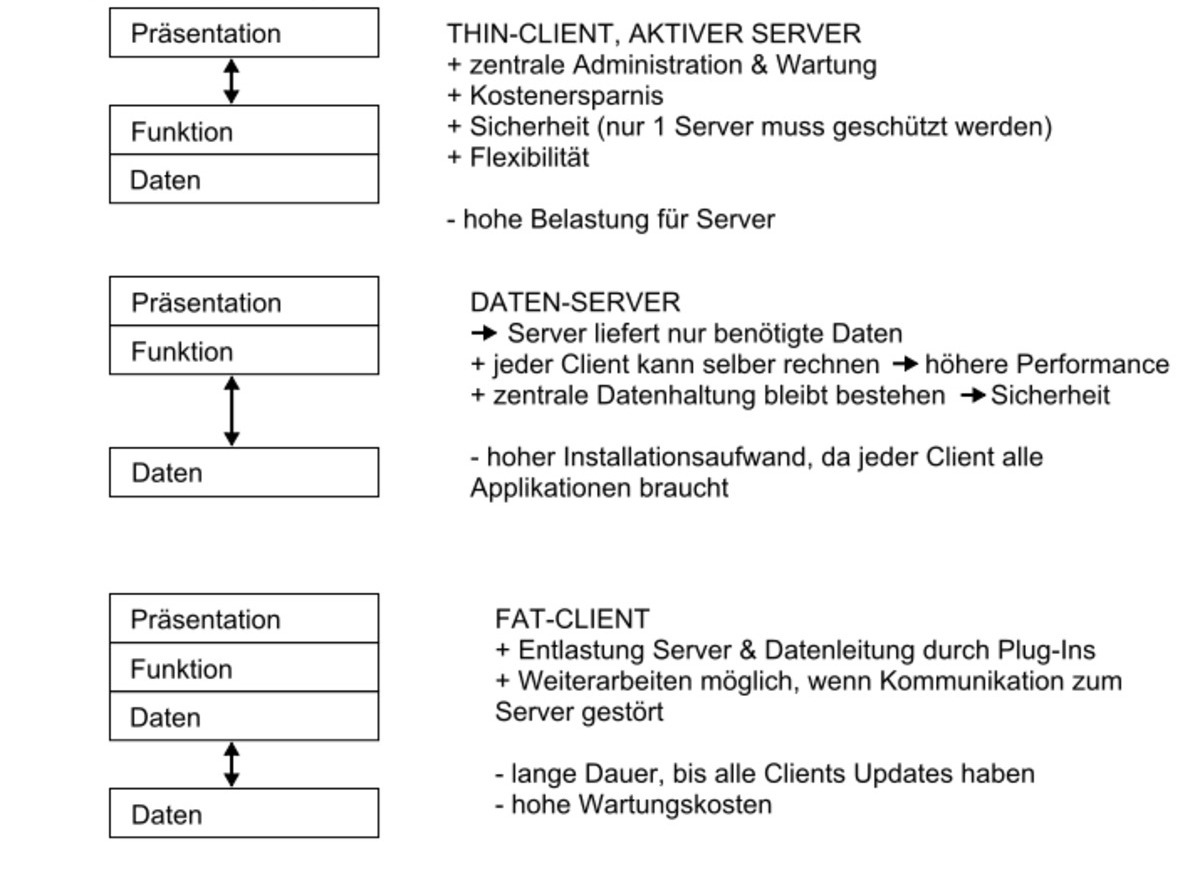 Präsentation
Funktion
Daten
THIN-CLIENT, AKTIVER SERVER
+ zentrale Administration & Wartung
+ Kostenersparnis
+ Sicherheit (nur 1 Server muss geschützt werden)
+ Flexibilität
- hohe Belastung für Server
Präsentation
Funktion
Daten
DATEN-SERVER
→ Server liefert nur benötigte Daten
+ jeder Client kann selber rechnen → höhere Performance
+ zentrale Datenhaltung bleibt bestehen → Sicherheit
- hoher Installationsaufwand, da jeder Client alle
Applikationen braucht
Präsentation
Funktion
Daten
Daten
FAT-CLIENT
+ Entlastung Server & Datenleitung durch Plug-Ins
+ Weiterarbeiten möglich, wenn Kommunikation zum
Server gestört
- lange Dauer, bis alle Clients Updates haben
- hohe Wartungskosten